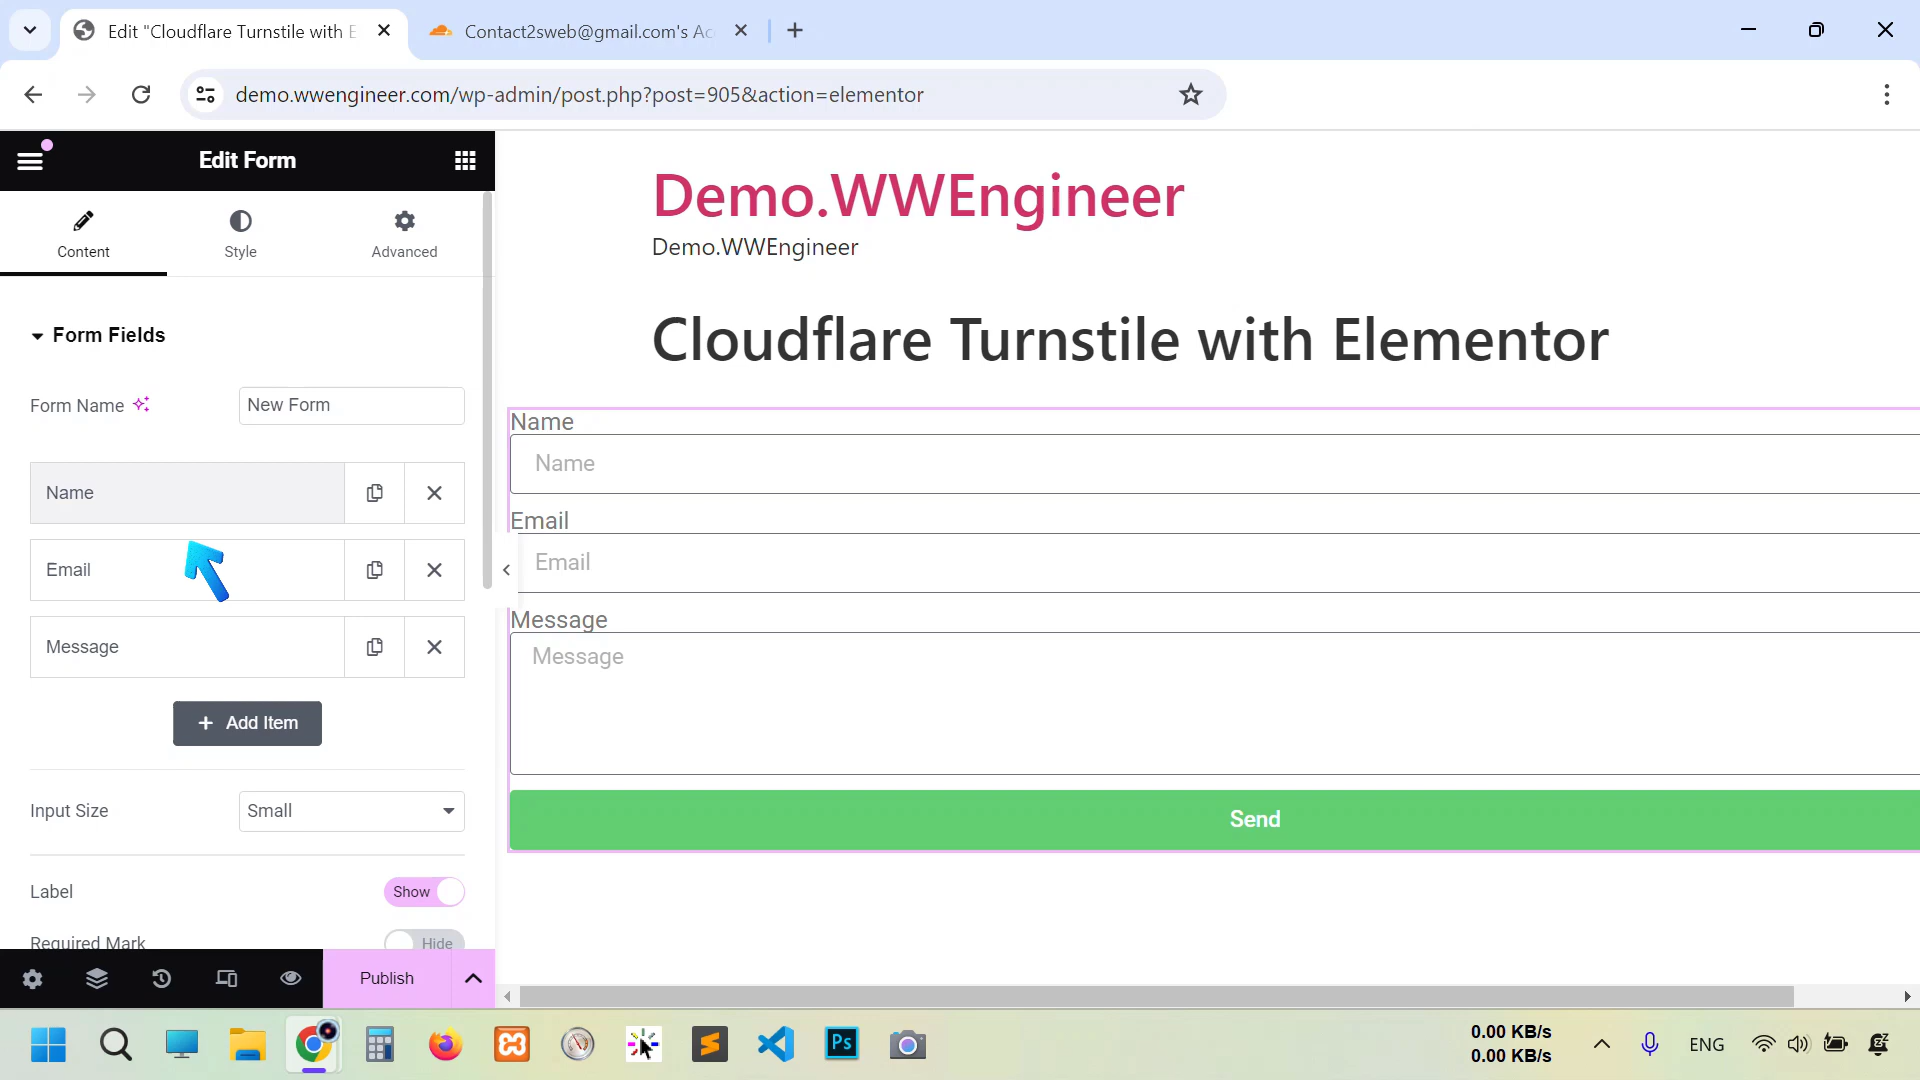 Edit "Cloudflare Turnstile with E
Contact2sweb@gmail.com's Ac
demo.wwengineer.com/wp-admin/post.php?post=905&action=elementor
Edit Form
Content
Style
Advanced
Form Fields
Form Name
New Form
Name
Email
Message
+ Add Item
Input Size
Small
Label
Show
Required Mark
Hide
Publish
Demo.WWEngineer
Demo.WWEngineer
Cloudflare Turnstile with Elementor
Name
Name
Email
Email
Message
Message
Send
Ps
0.00 KB/s
0.00 KB/s
ENG